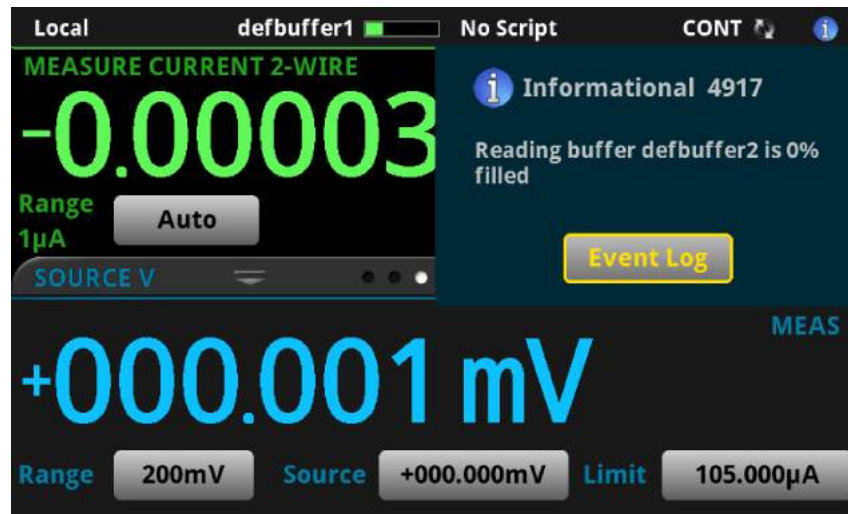 Local defbuffer1 No Script CONT
MEASURE CURRENT 2-WIRE
-0.00003
Range
1µA
Auto
Informational 4917
Reading buffer defbuffer2 is 0%
filled
Event Log
SOURCE V
MEAS
+000.001 mV
Range 200mV Source +000.000mV Limit 105.000µA